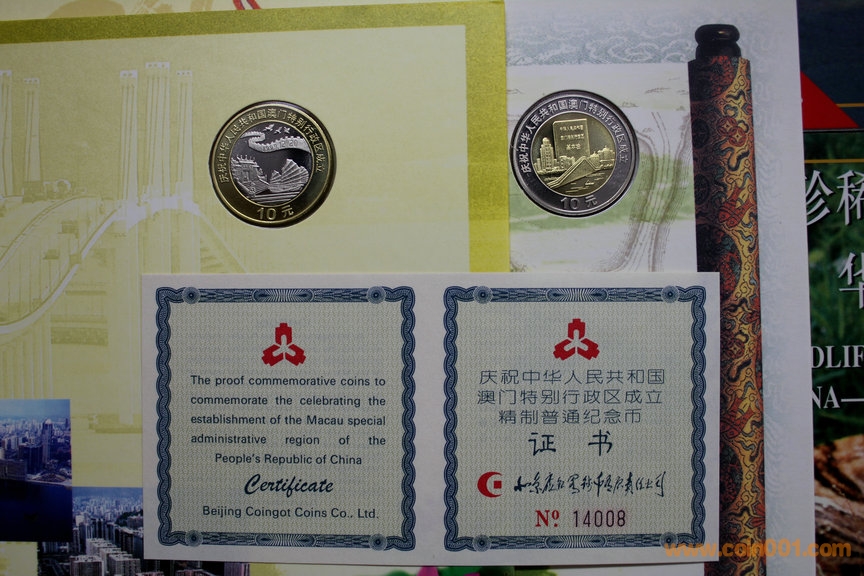 庆祝中华人民共和国澳门特别行政区成立
10元
庆祝中华人民共和国澳门特别行政区成立
10元
珍稀
华
The proof commemorative coins to
commemorate the celebrating the
establishment of the Macau special
administrative region of the
People's Republic of China
Certificate
Beijing Coingot Coins Co., Ltd.
庆祝中华人民共和国
澳门特别行政区成立
精制普通纪念币
证书
No. 14008
DLIF
NA—
www.coin001.com